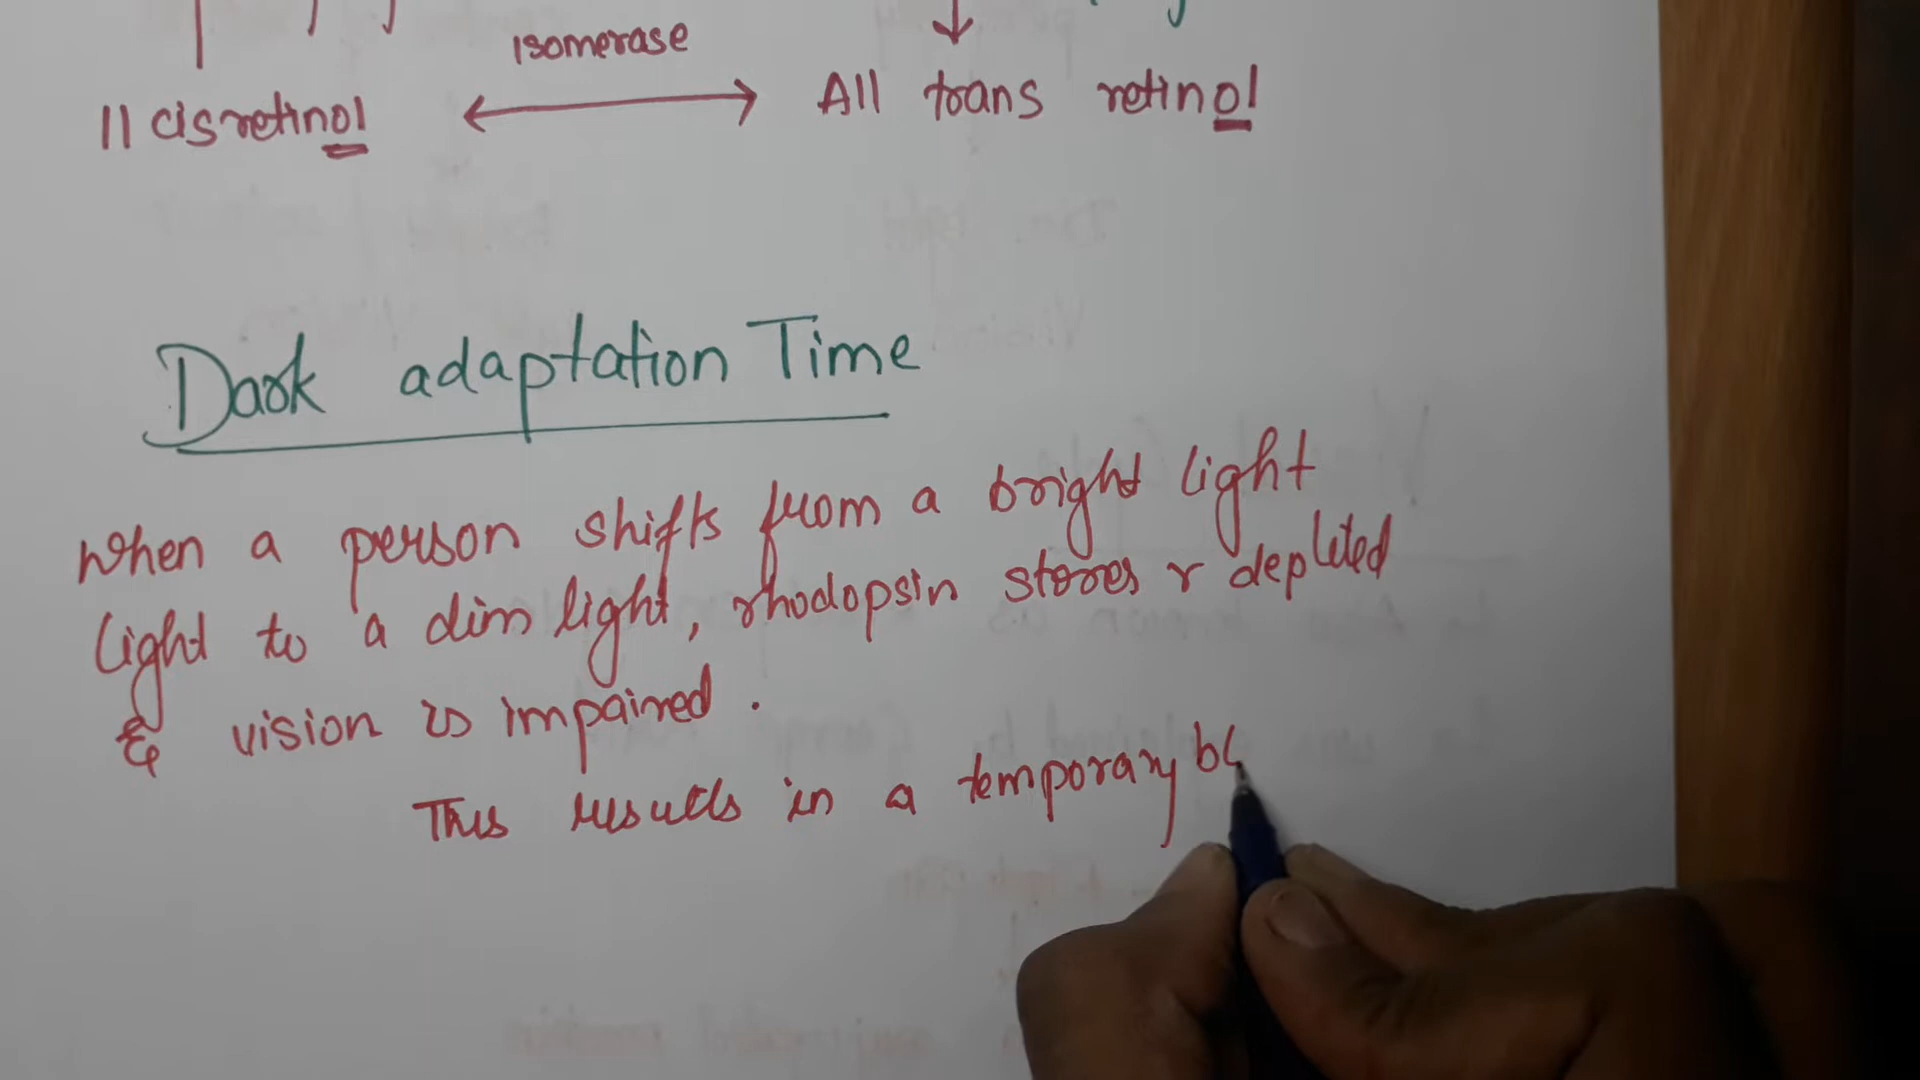 Isomerase
11 cis retinol ⟷ All trans retinol
Dark adaptation Time
When a person shifts from a bright light
light to a dim light, rhodopsin stores r depleted
& vision is impaired.
This results in a temporary bl